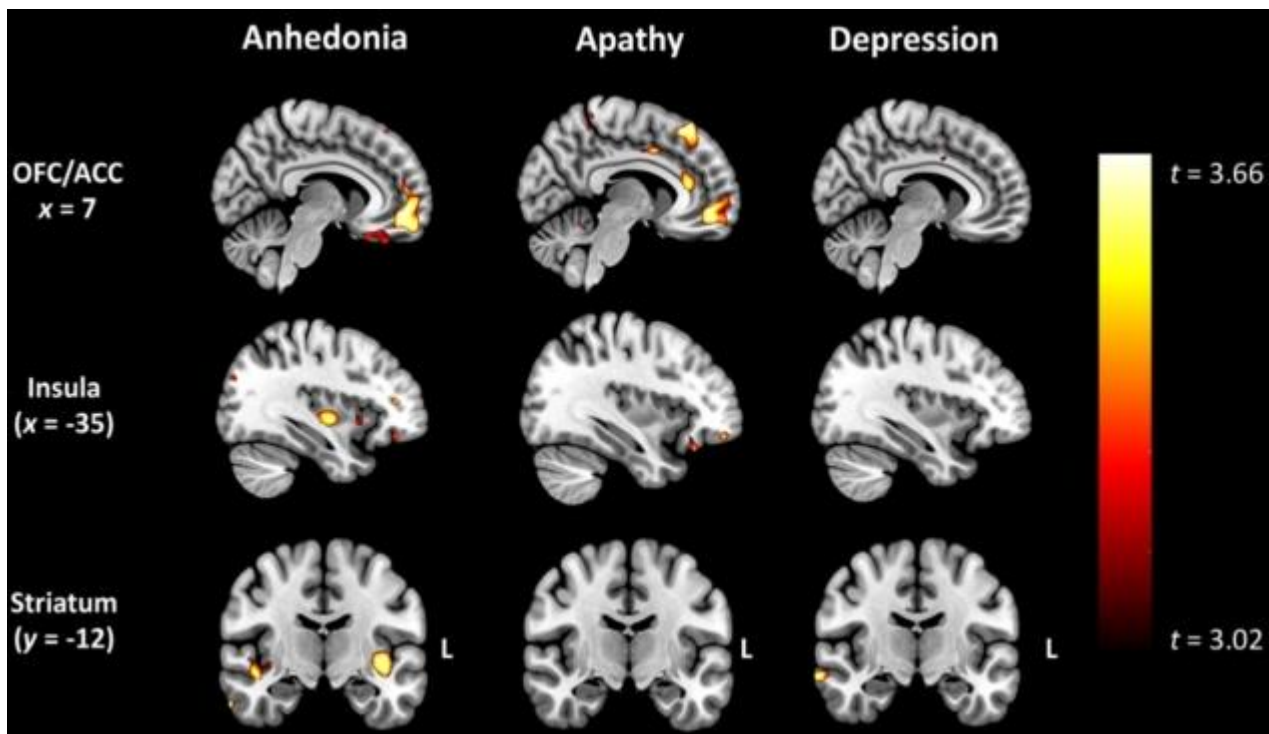 Anhedonia Apathy Depression
OFC/ACC
x = 7
t = 3.66
Insula
(x = -35)
Striatum
(y = -12)
L L L
t = 3.02